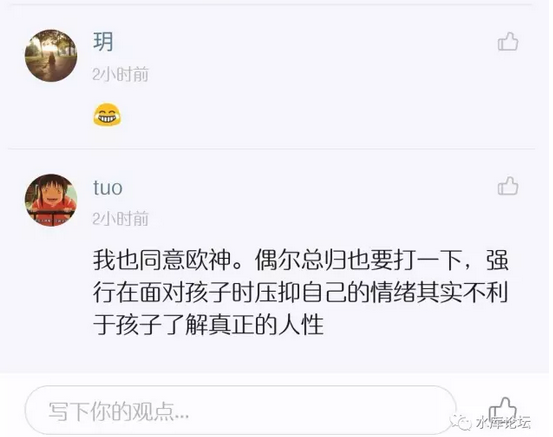 玥
2小时前
😂
tuo
2小时前
我也同意欧神。偶尔总归也要打一下，强
行在面对孩子时压抑自己的情绪其实不利
于孩子了解真正的人性
写下你的观点...
水库论坛